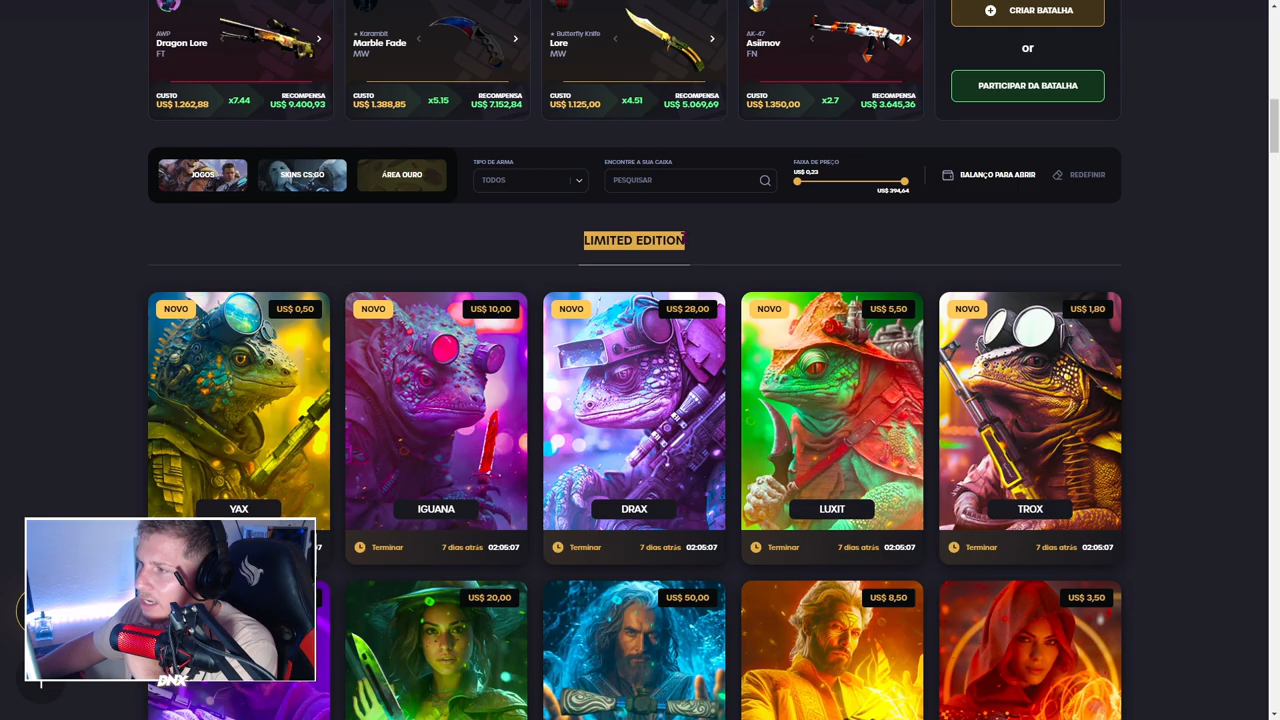 AWP
Dragon Lore
FT
CUSTO
US$ 1.262,88
x7.44
RECOMPENSA
US$ 9.400,93
★ Karambit
Marble Fade
MW
CUSTO
US$ 1.388,85
x5.15
RECOMPENSA
US$ 7.152,84
★ Butterfly Knife
Lore
MW
CUSTO
US$ 1.125,00
x4.51
RECOMPENSA
US$ 5.069,69
AK-47
Asiimov
FN
CUSTO
US$ 1.350,00
x2.7
RECOMPENSA
US$ 3.645,36
CRIAR BATALHA
or
PARTICIPAR DA BATALHA
JOGOS
SKINS CS:GO
ÁREA OURO
TIPO DE ARMA
TODOS
ENCONTRE A SUA CAIXA
PESQUISAR
FAIXA DE PREÇO
US$ 0,23
US$ 394,64
BALANÇO PARA ABRIR
REDEFINIR
LIMITED EDITION
NOVO
US$ 0,50
YAX
NOVO
US$ 10,00
IGUANA
Terminar
7 dias atrás 02:05:07
NOVO
US$ 28,00
DRAX
Terminar
7 dias atrás 02:05:07
NOVO
US$ 5,50
LUXIT
Terminar
7 dias atrás 02:05:07
NOVO
US$ 1,80
TROX
Terminar
7 dias atrás 02:05:07
US$ 20,00
US$ 50,00
US$ 8,50
US$ 3,50
BNX